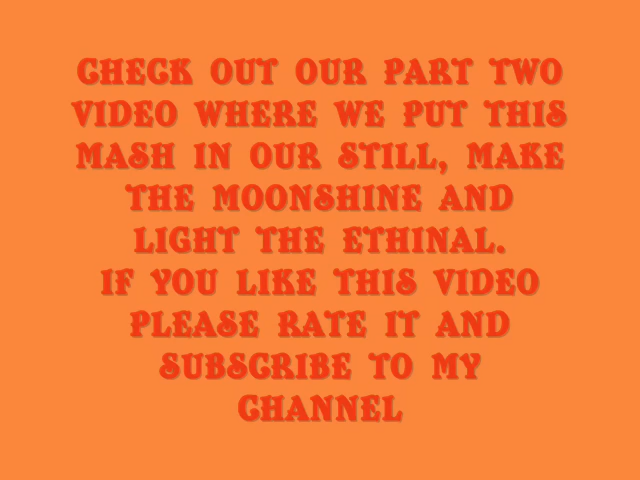 CHECK OUT OUR PART TWO
VIDEO WHERE WE PUT THIS
MASH IN OUR STILL, MAKE
THE MOONSHINE AND
LIGHT THE ETHINAL.
IF YOU LIKE THIS VIDEO
PLEASE RATE IT AND
SUBSCRIBE TO MY
CHANNEL